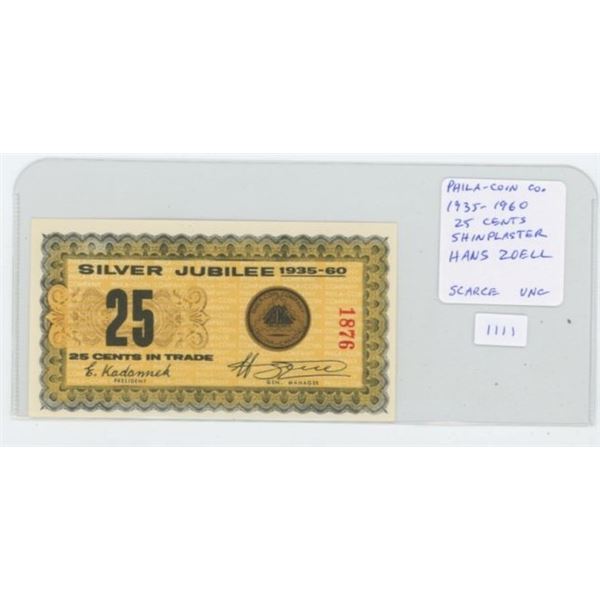 PHILA-COIN CO.
1935-1960
25 CENTS
SHINPLASTER
HANS ZOELL
SCARCE UNC
1111
SILVER JUBILEE 1935-60
25
1876
25 CENTS IN TRADE
E. Kadannek
PRESIDENT
GEN. MANAGER